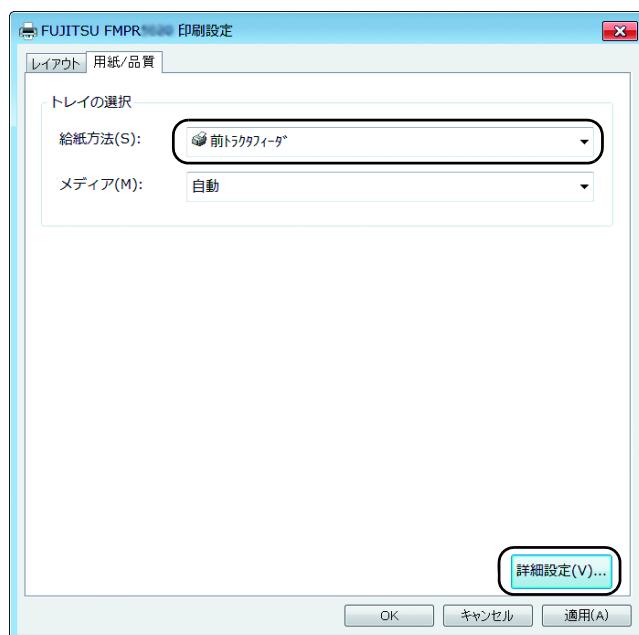 FUJITSU FMPR 印刷設定
レイアウト 用紙/品質
トレイの選択
給紙方法(S): 前ﾄﾗｸﾀﾌｨｰﾀﾞ
メディア(M): 自動
詳細設定(V)...
OK キャンセル 適用(A)